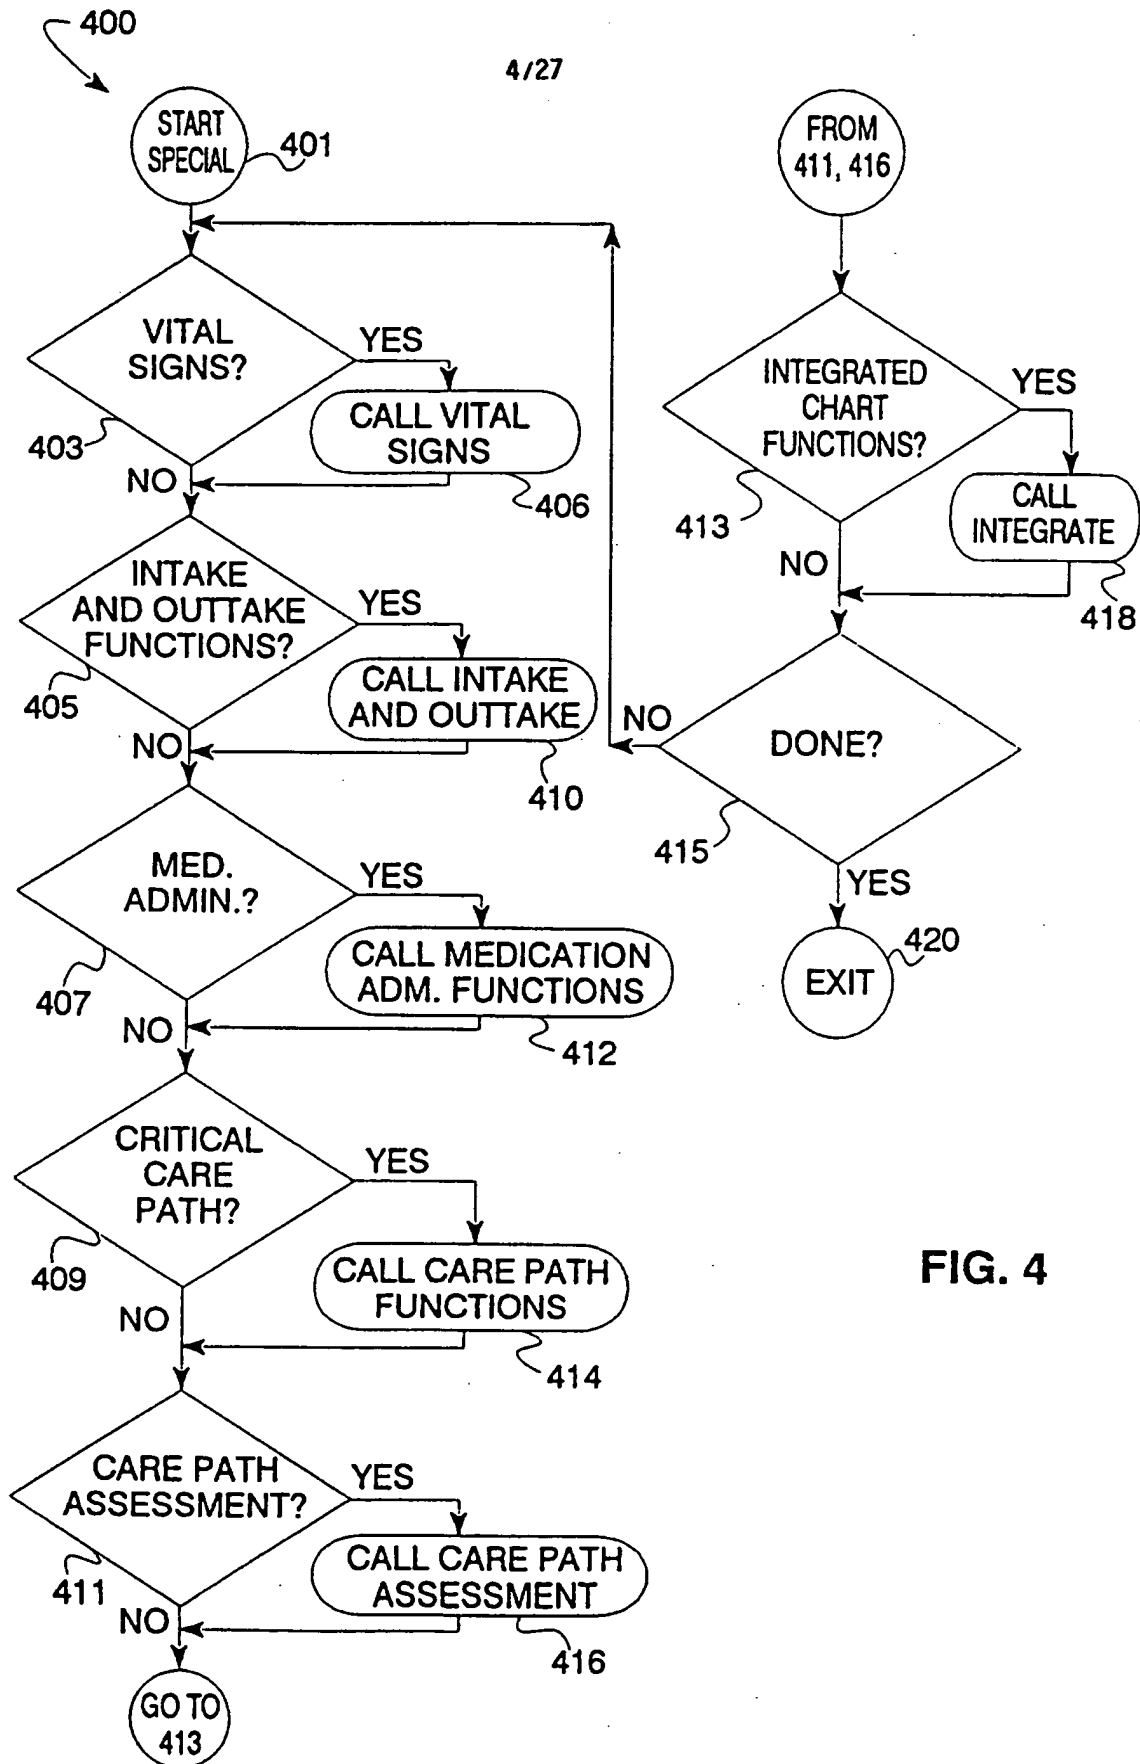 400
4/27
START
SPECIAL
401
VITAL
SIGNS?
YES
403
CALL VITAL
SIGNS
NO
406
INTAKE
AND OUTTAKE
FUNCTIONS?
YES
405
CALL INTAKE
AND OUTTAKE
NO
410
MED.
ADMIN.?
YES
407
CALL MEDICATION
ADM. FUNCTIONS
NO
412
CRITICAL
CARE
PATH?
YES
409
CALL CARE PATH
FUNCTIONS
NO
414
CARE PATH
ASSESSMENT?
YES
411
CALL CARE PATH
ASSESSMENT
NO
416
GO TO
413
FROM
411, 416
INTEGRATED
CHART
FUNCTIONS?
YES
413
CALL
INTEGRATE
NO
418
DONE?
NO
415
YES
EXIT
420
FIG. 4